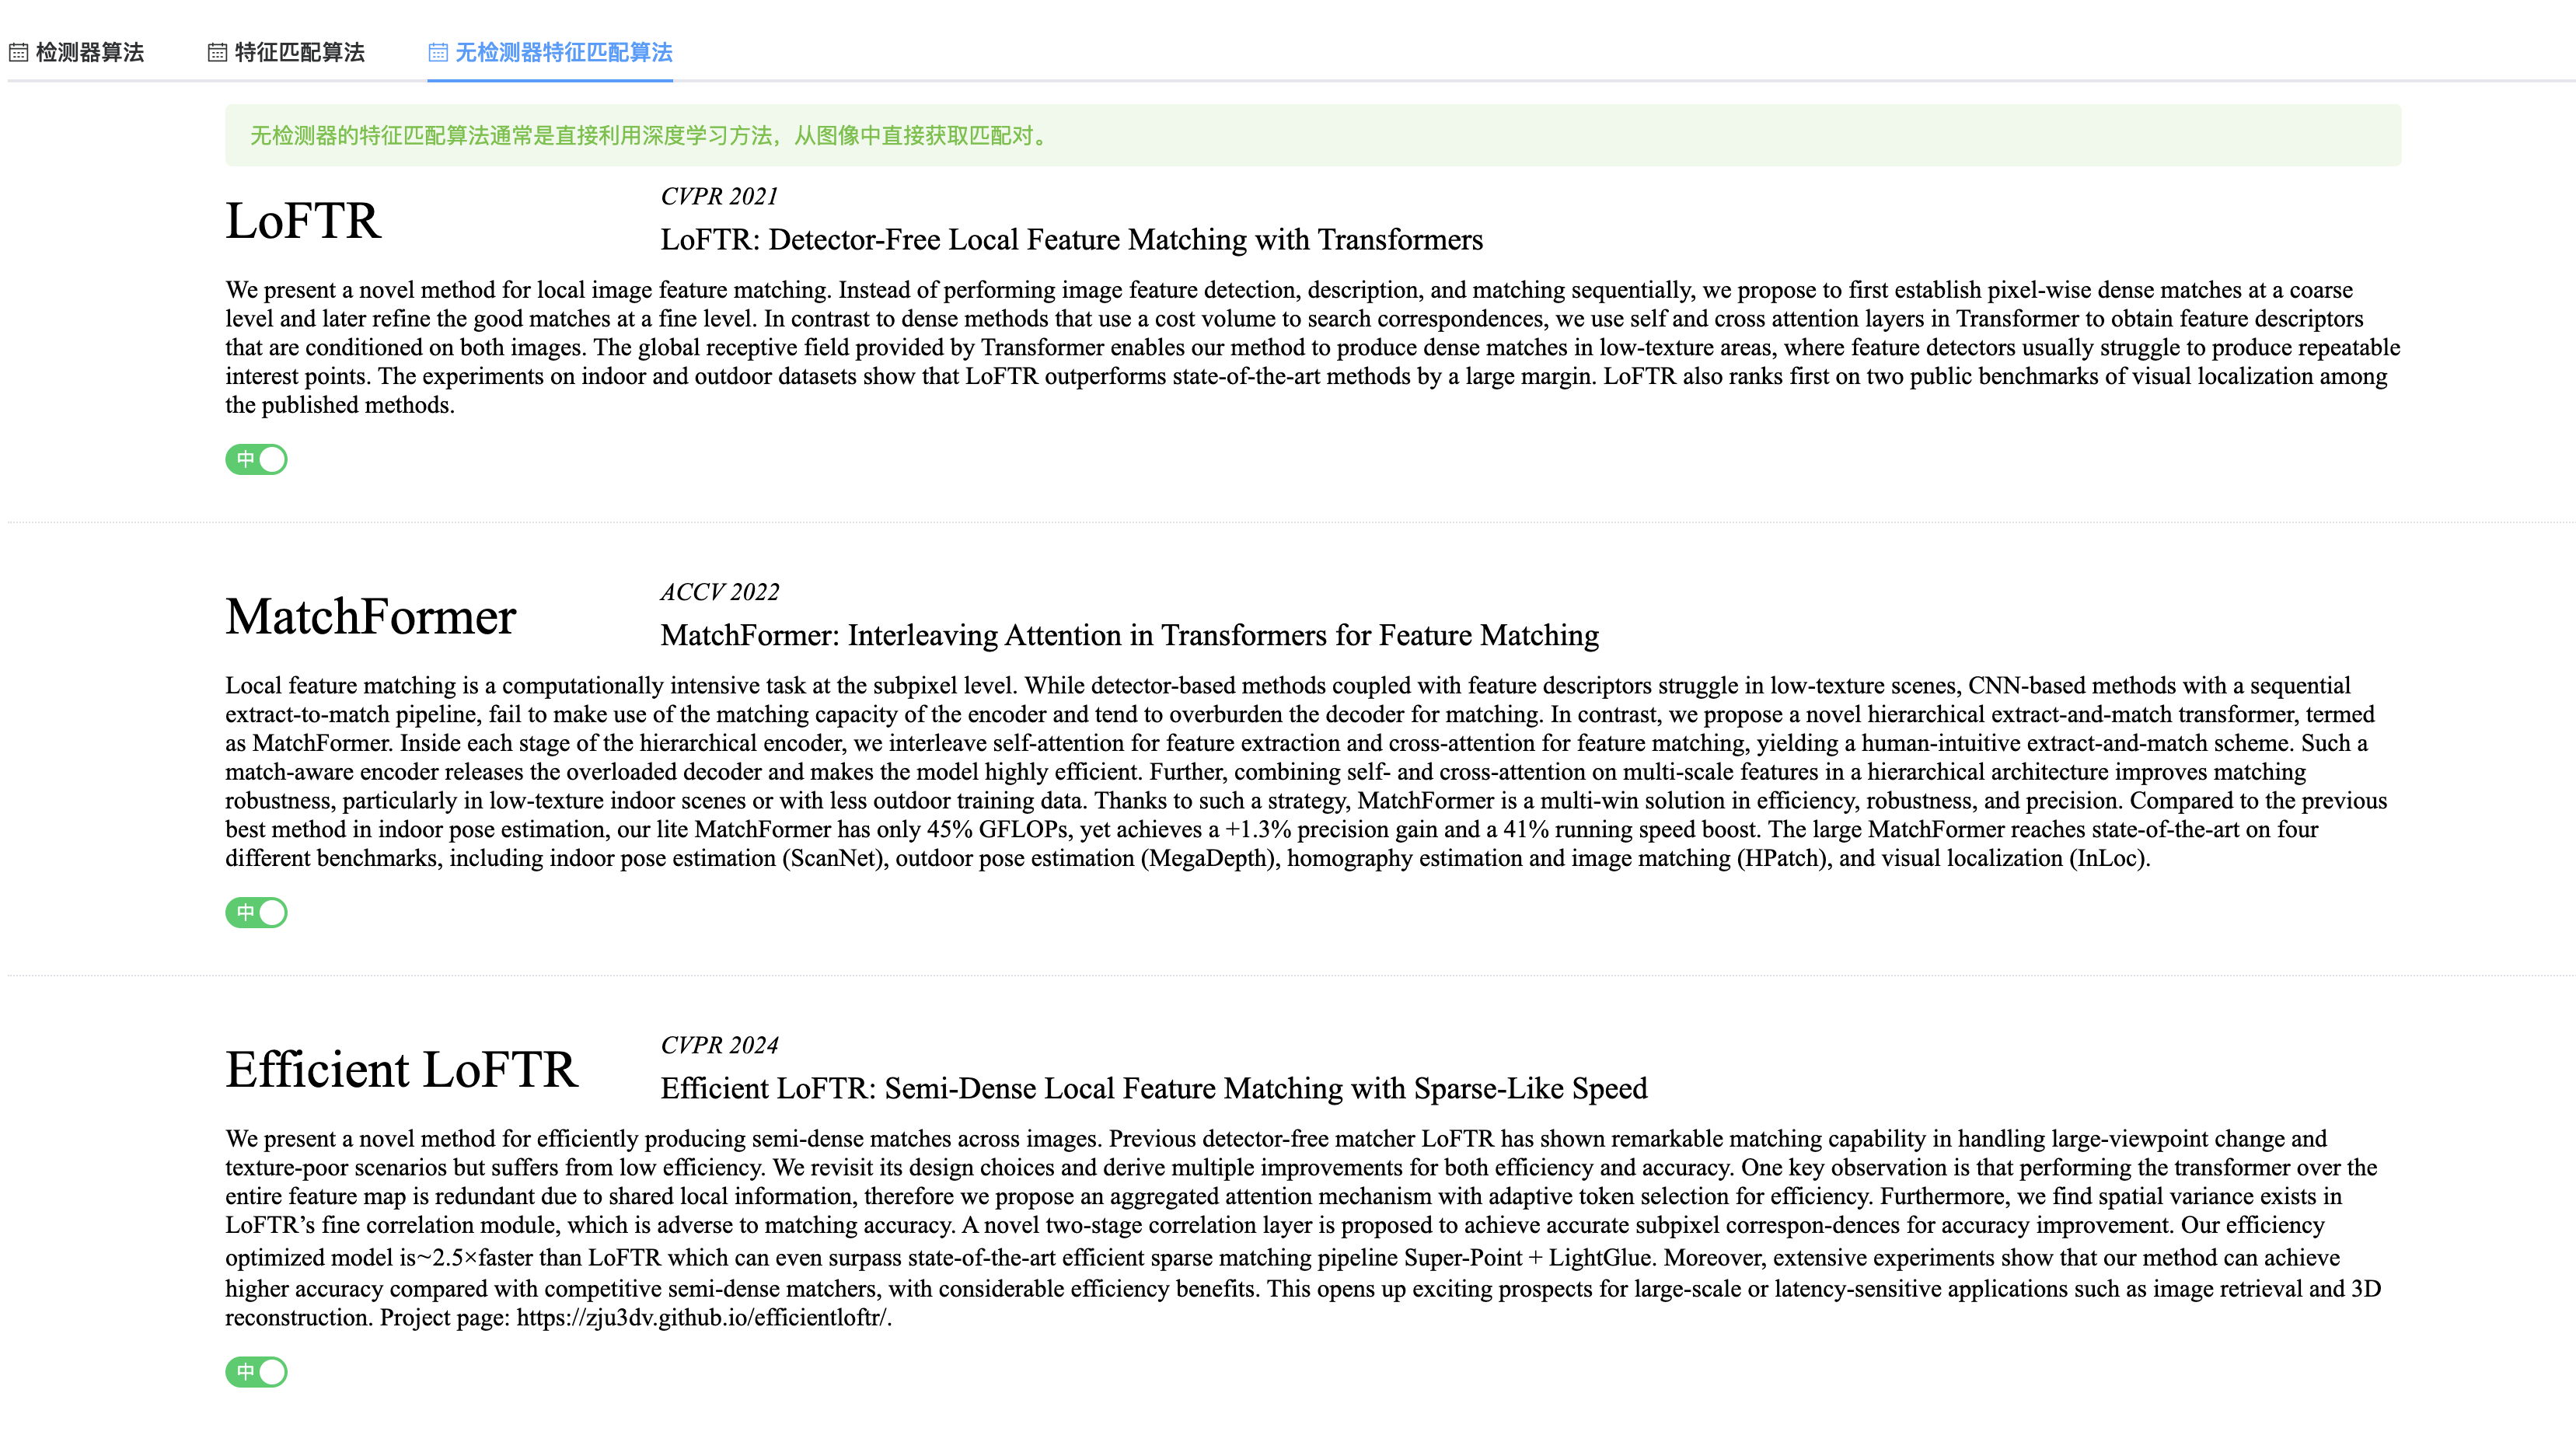 检测器算法
特征匹配算法
无检测器特征匹配算法
无检测器的特征匹配算法通常是直接利用深度学习方法，从图像中直接获取匹配对。
LoFTR
CVPR 2021
LoFTR: Detector-Free Local Feature Matching with Transformers
We present a novel method for local image feature matching. Instead of performing image feature detection, description, and matching sequentially, we propose to first establish pixel-wise dense matches at a coarse
level and later refine the good matches at a fine level. In contrast to dense methods that use a cost volume to search correspondences, we use self and cross attention layers in Transformer to obtain feature descriptors
that are conditioned on both images. The global receptive field provided by Transformer enables our method to produce dense matches in low-texture areas, where feature detectors usually struggle to produce repeatable
interest points. The experiments on indoor and outdoor datasets show that LoFTR outperforms state-of-the-art methods by a large margin. LoFTR also ranks first on two public benchmarks of visual localization among
the published methods.
中
MatchFormer
ACCV 2022
MatchFormer: Interleaving Attention in Transformers for Feature Matching
Local feature matching is a computationally intensive task at the subpixel level. While detector-based methods coupled with feature descriptors struggle in low-texture scenes, CNN-based methods with a sequential
extract-to-match pipeline, fail to make use of the matching capacity of the encoder and tend to overburden the decoder for matching. In contrast, we propose a novel hierarchical extract-and-match transformer, termed
as MatchFormer. Inside each stage of the hierarchical encoder, we interleave self-attention for feature extraction and cross-attention for feature matching, yielding a human-intuitive extract-and-match scheme. Such a
match-aware encoder releases the overloaded decoder and makes the model highly efficient. Further, combining self- and cross-attention on multi-scale features in a hierarchical architecture improves matching
robustness, particularly in low-texture indoor scenes or with less outdoor training data. Thanks to such a strategy, MatchFormer is a multi-win solution in efficiency, robustness, and precision. Compared to the previous
best method in indoor pose estimation, our lite MatchFormer has only 45% GFLOPs, yet achieves a +1.3% precision gain and a 41% running speed boost. The large MatchFormer reaches state-of-the-art on four
different benchmarks, including indoor pose estimation (ScanNet), outdoor pose estimation (MegaDepth), homography estimation and image matching (HPatch), and visual localization (InLoc).
中
Efficient LoFTR
CVPR 2024
Efficient LoFTR: Semi-Dense Local Feature Matching with Sparse-Like Speed
We present a novel method for efficiently producing semi-dense matches across images. Previous detector-free matcher LoFTR has shown remarkable matching capability in handling large-viewpoint change and
texture-poor scenarios but suffers from low efficiency. We revisit its design choices and derive multiple improvements for both efficiency and accuracy. One key observation is that performing the transformer over the
entire feature map is redundant due to shared local information, therefore we propose an aggregated attention mechanism with adaptive token selection for efficiency. Furthermore, we find spatial variance exists in
LoFTR’s fine correlation module, which is adverse to matching accuracy. A novel two-stage correlation layer is proposed to achieve accurate subpixel correspon-dences for accuracy improvement. Our efficiency
optimized model is~2.5×faster than LoFTR which can even surpass state-of-the-art efficient sparse matching pipeline Super-Point + LightGlue. Moreover, extensive experiments show that our method can achieve
higher accuracy compared with competitive semi-dense matchers, with considerable efficiency benefits. This opens up exciting prospects for large-scale or latency-sensitive applications such as image retrieval and 3D
reconstruction. Project page: https://zju3dv.github.io/efficientloftr/.
中